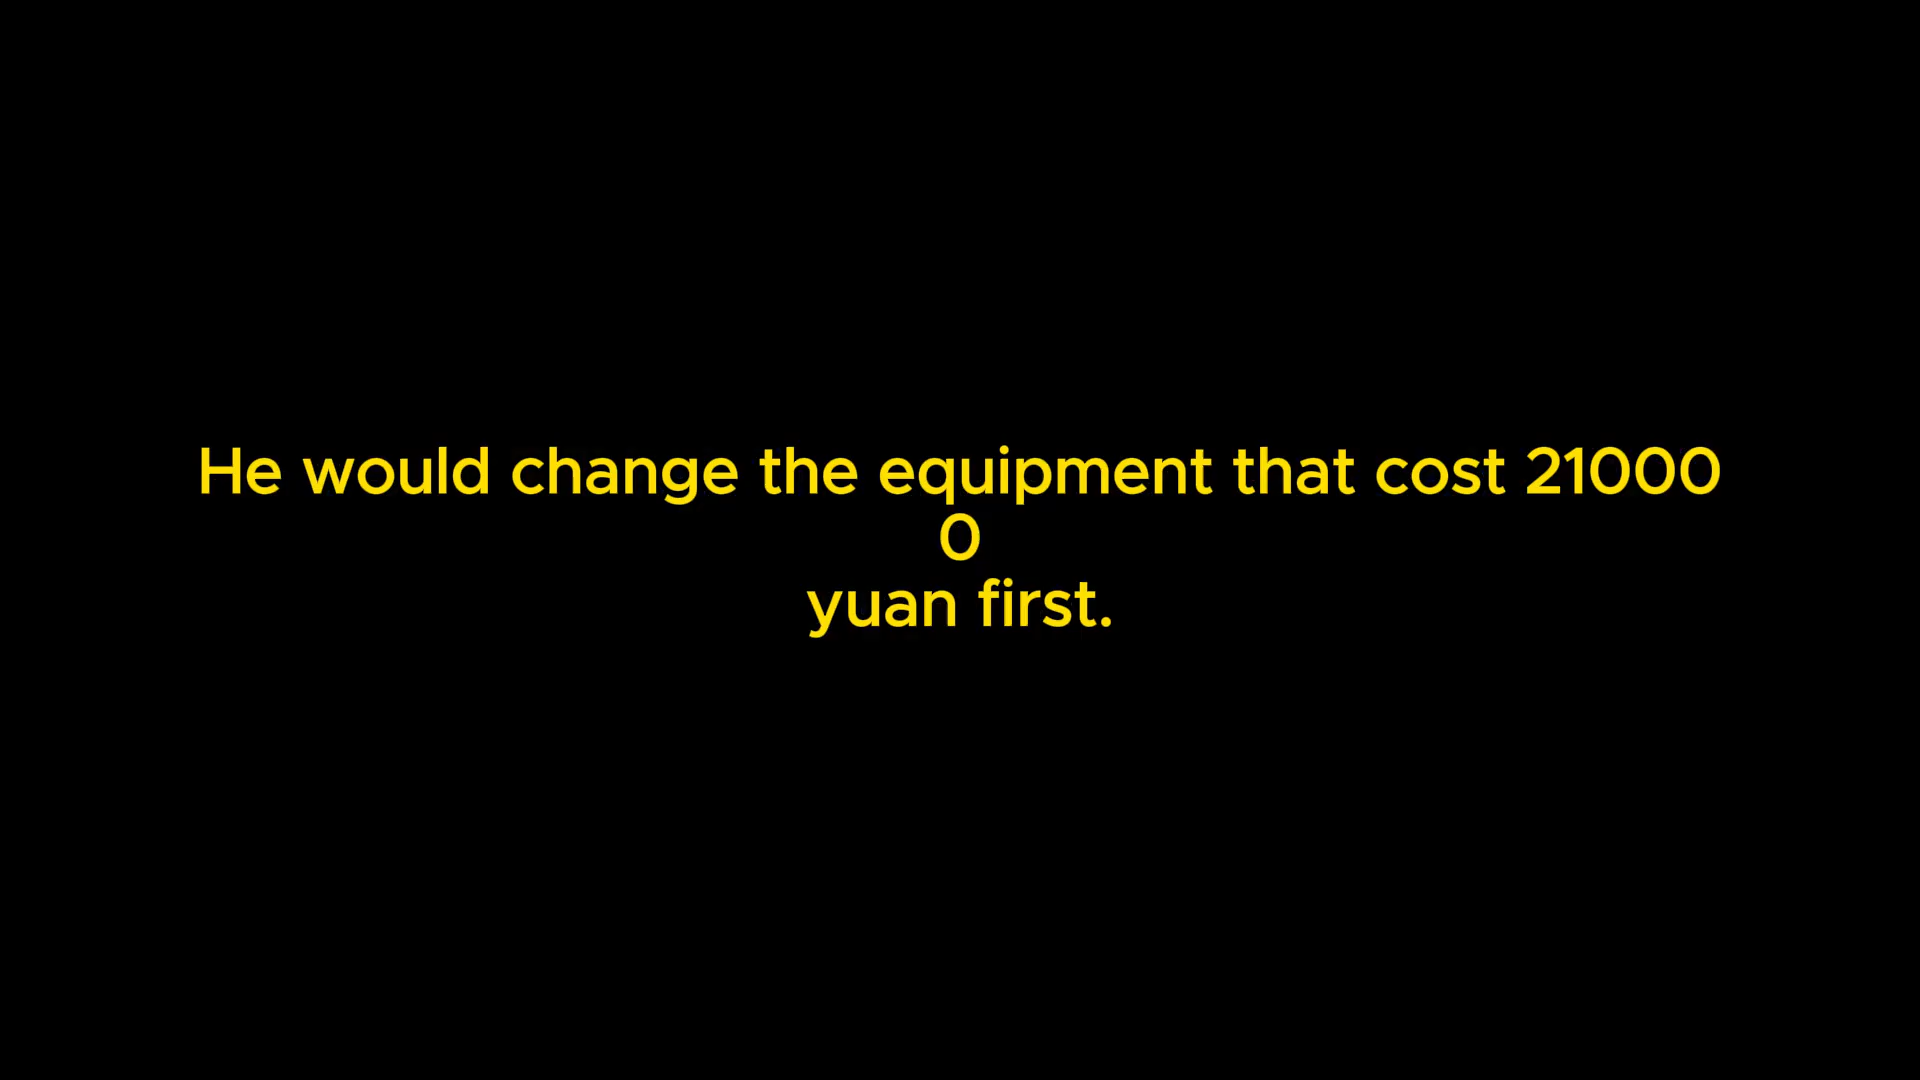 He would change the equipment that cost 21000
0
yuan first.